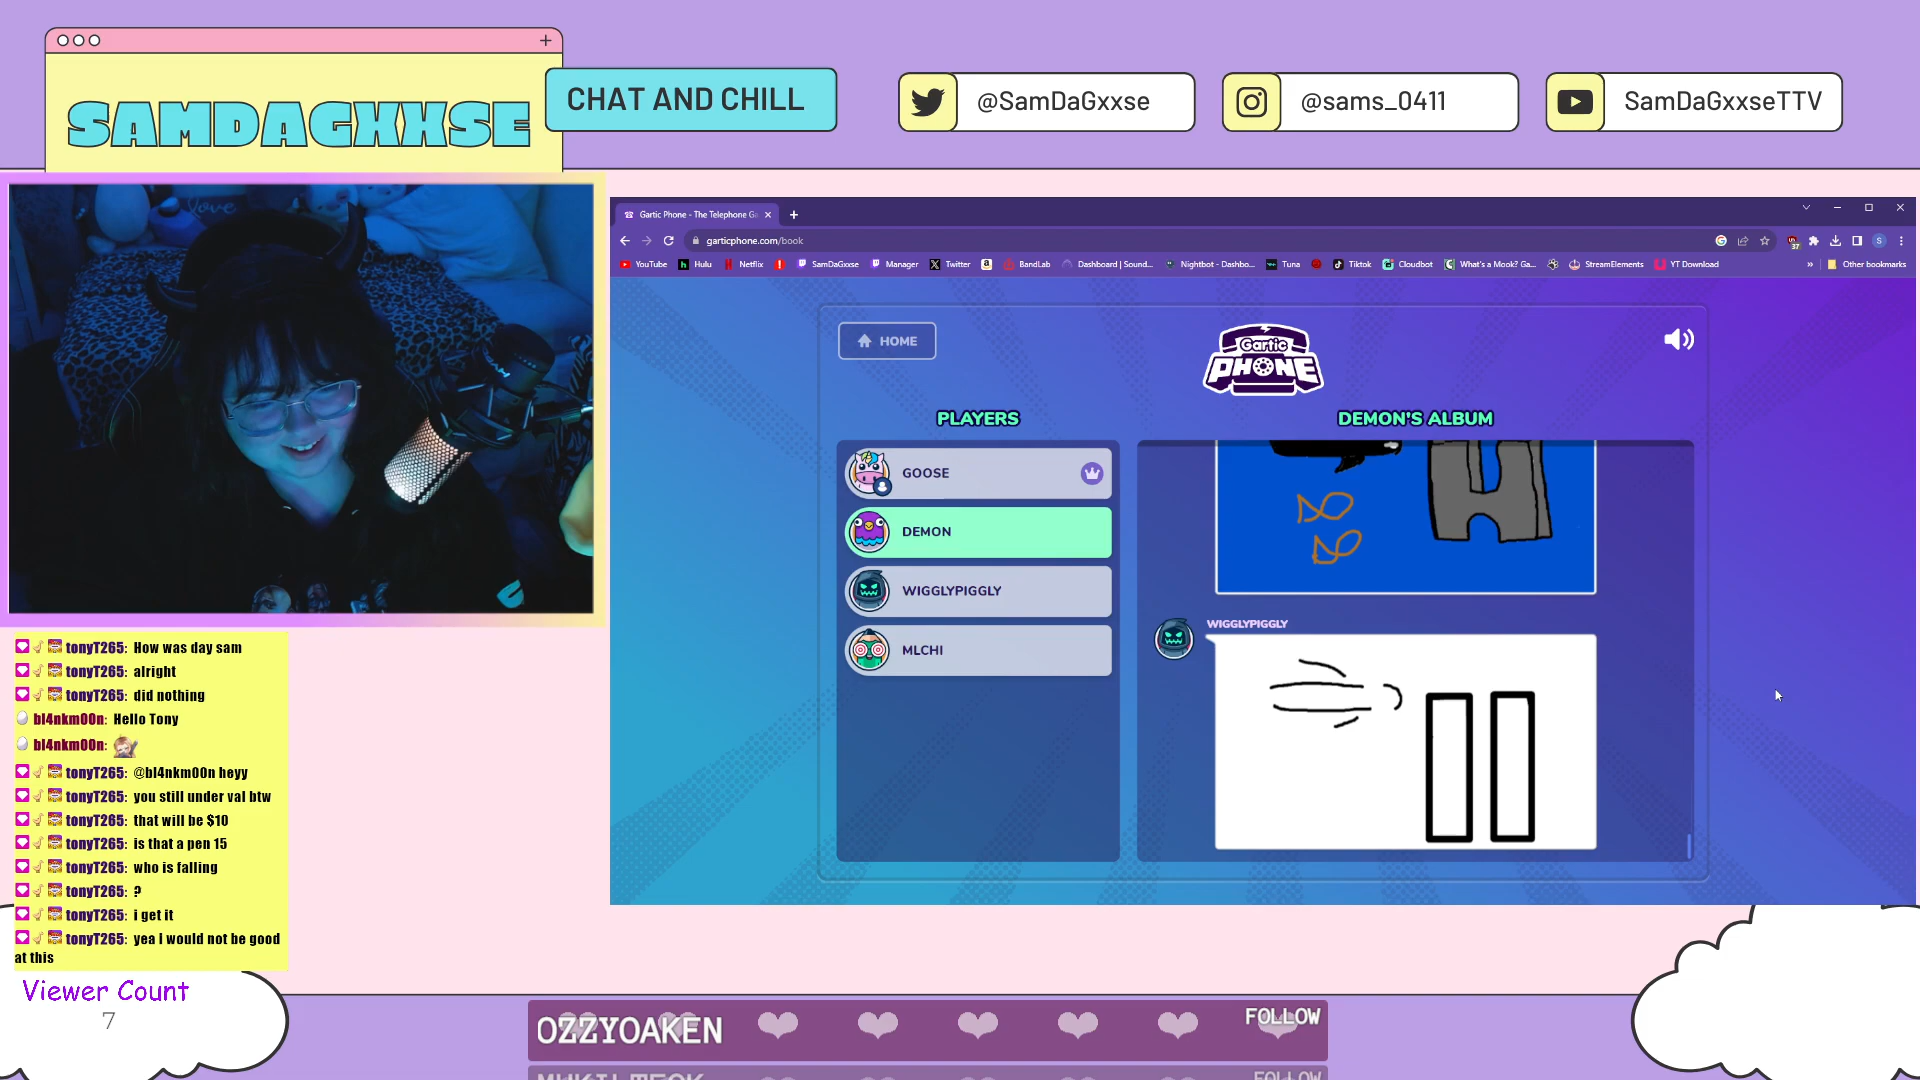 SAMDAGXXSE
CHAT AND CHILL
@SamDaGxxse
@sams_0411
SamDaGxxseTTV
love
Gartic Phone - The Telephone Ga
garticphone.com/book
37
S
YouTube
Hulu
Netflix
SamDaGxxse
Manager
Twitter
BandLab
Dashboard | Sound...
Nightbot - Dashbo...
Tuna
Tiktok
Cloudbot
What's a Mook? Ga...
StreamElements
YT Download
»
Other bookmarks
HOME
Gartic
PHONE
PLAYERS
DEMON'S ALBUM
GOOSE
DEMON
WIGGLYPIGGLY
MLCHI
WIGGLYPIGGLY
tonyT265: How was day sam
tonyT265: alright
tonyT265: did nothing
bl4nkm00n: Hello Tony
bl4nkm00n:
tonyT265: @bl4nkm00n heyy
tonyT265: you still under val btw
tonyT265: that will be $10
tonyT265: is that a pen 15
tonyT265: who is falling
tonyT265: ?
tonyT265: i get it
tonyT265: yea I would not be good
at this
Viewer Count
7
OZZYOAKEN
FOLLOW
FOLLOW